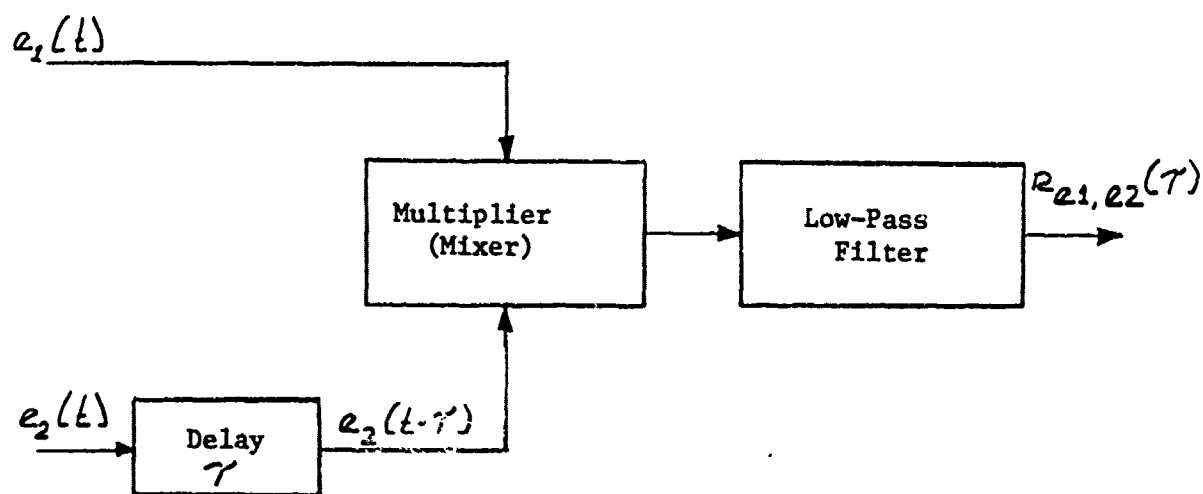 e₁(t)
Multiplier
(Mixer)
Low-Pass
Filter
Re1,e2(τ)
e₂(t)
Delay
τ
e₂(t-τ)